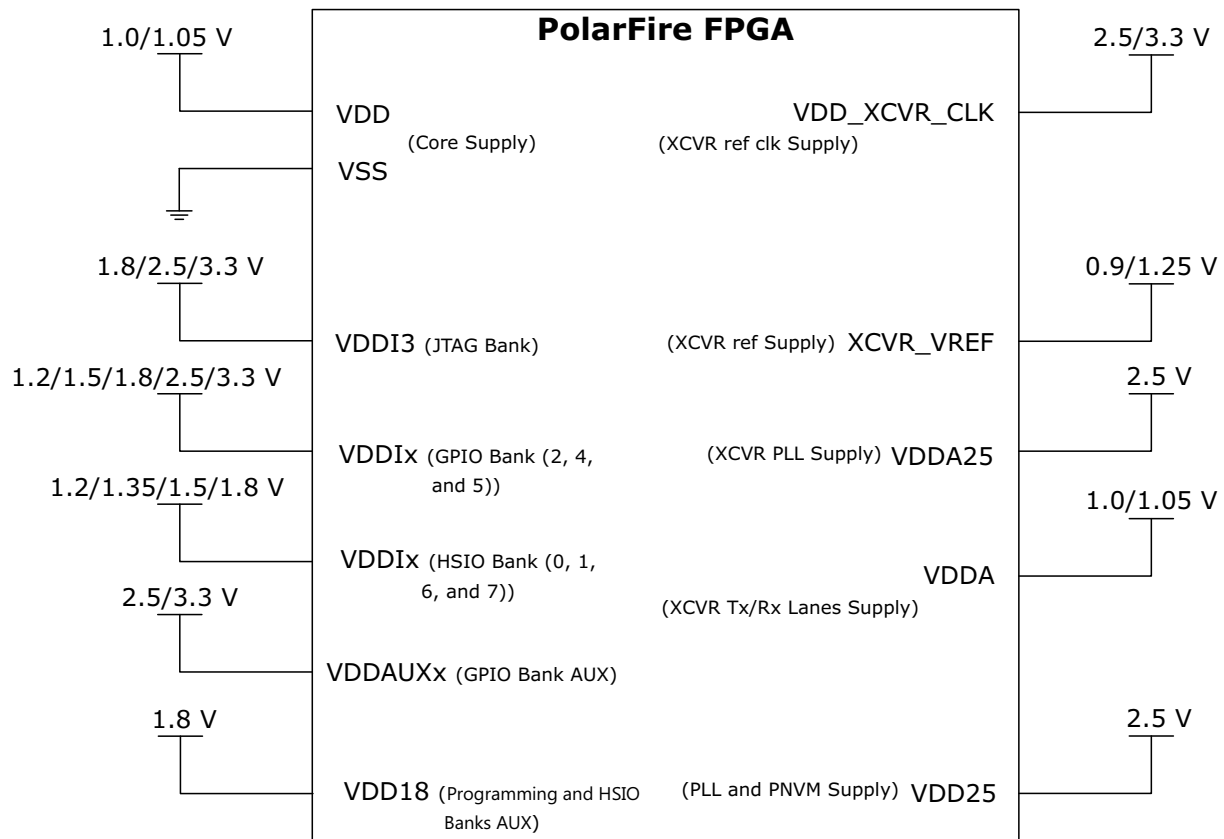 PolarFire FPGA
1.0/1.05 V
VDD
(Core Supply)
VSS
1.8/2.5/3.3 V
VDDI3 (JTAG Bank)
1.2/1.5/1.8/2.5/3.3 V
VDDIx (GPIO Bank (2, 4,
and 5))
1.2/1.35/1.5/1.8 V
VDDIx (HSIO Bank (0, 1,
6, and 7))
2.5/3.3 V
VDDAUXx (GPIO Bank AUX)
1.8 V
VDD18 (Programming and HSIO
Banks AUX)
2.5/3.3 V
VDD_XCVR_CLK
(XCVR ref clk Supply)
0.9/1.25 V
(XCVR ref Supply) XCVR_VREF
2.5 V
(XCVR PLL Supply) VDDA25
1.0/1.05 V
VDDA
(XCVR Tx/Rx Lanes Supply)
2.5 V
(PLL and PNVM Supply) VDD25